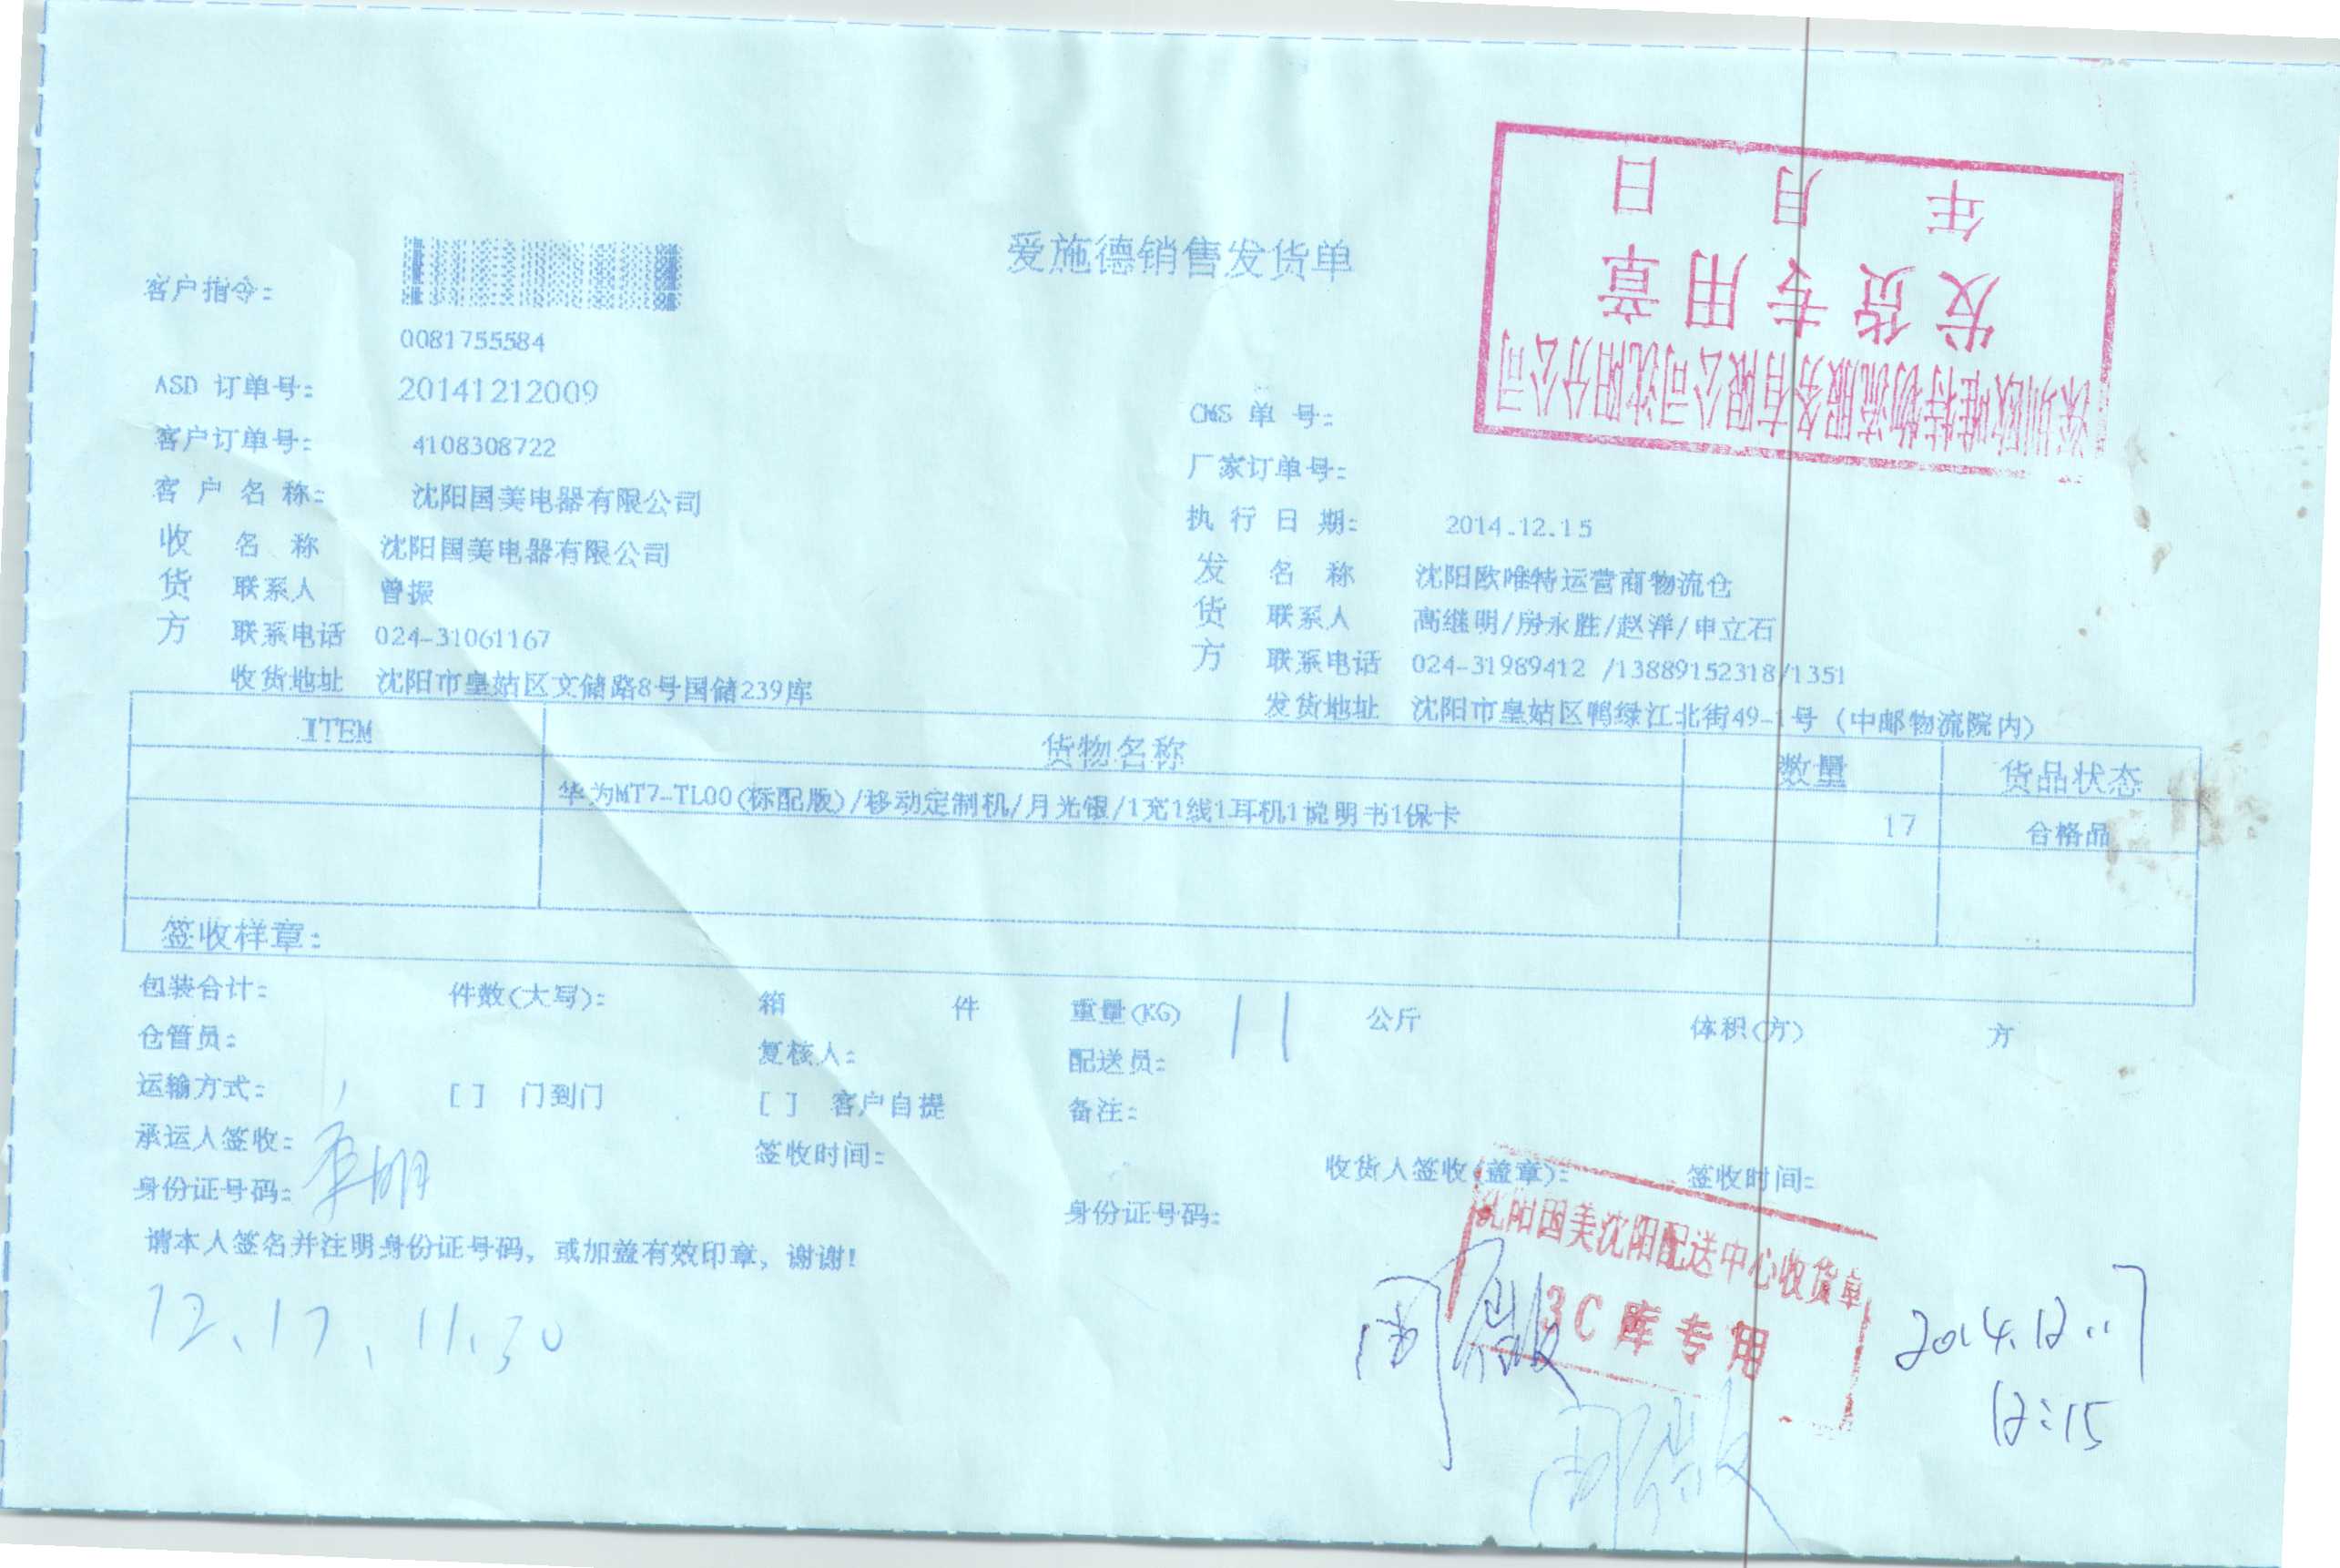 爱施德销售发货单
客户指令:
0081755584
ASD 订单号: 20141212009
客户订单号: 4108308722
客户名称: 沈阳国美电器有限公司
收货方
名称 沈阳国美电器有限公司
联系人 曾振
联系电话 024-31061167
收货地址 沈阳市皇姑区文储路8号国储239库
年 月 日
发货专用章
深圳欧唯特物流服务有限公司沈阳分公司
CMS 单 号:
厂家订单号:
执行日期: 2014.12.15
发货方
名称 沈阳欧唯特运营商物流仓
联系人 高继明/房永胜/赵洋/申立石
联系电话 024-31989412 /13889152318/1351
发货地址 沈阳市皇姑区鸭绿江北街49-1号 (中邮物流院内)
ITEM 货物名称 数量 货品状态
华为MT7-TL00(标配版)/移动定制机/月光银/1充1线1耳机1说明书1保卡 17 合格品
签收样章:
包装合计: 件数(大写): 箱 件 重量(KG) 11 公斤 体积(方) 方
仓管员: 复核人: 配送员:
运输方式: [ ] 门到门 [ ] 客户自提 备注:
承运人签收: 签收时间: 收货人签收(盖章): 签收时间:
身份证号码: 身份证号码:
请本人签名并注明身份证号码, 或加盖有效印章, 谢谢!
12.17. 11.30
沈阳国美沈阳配送中心收货章
3C库专用
2014.12.17
12:15